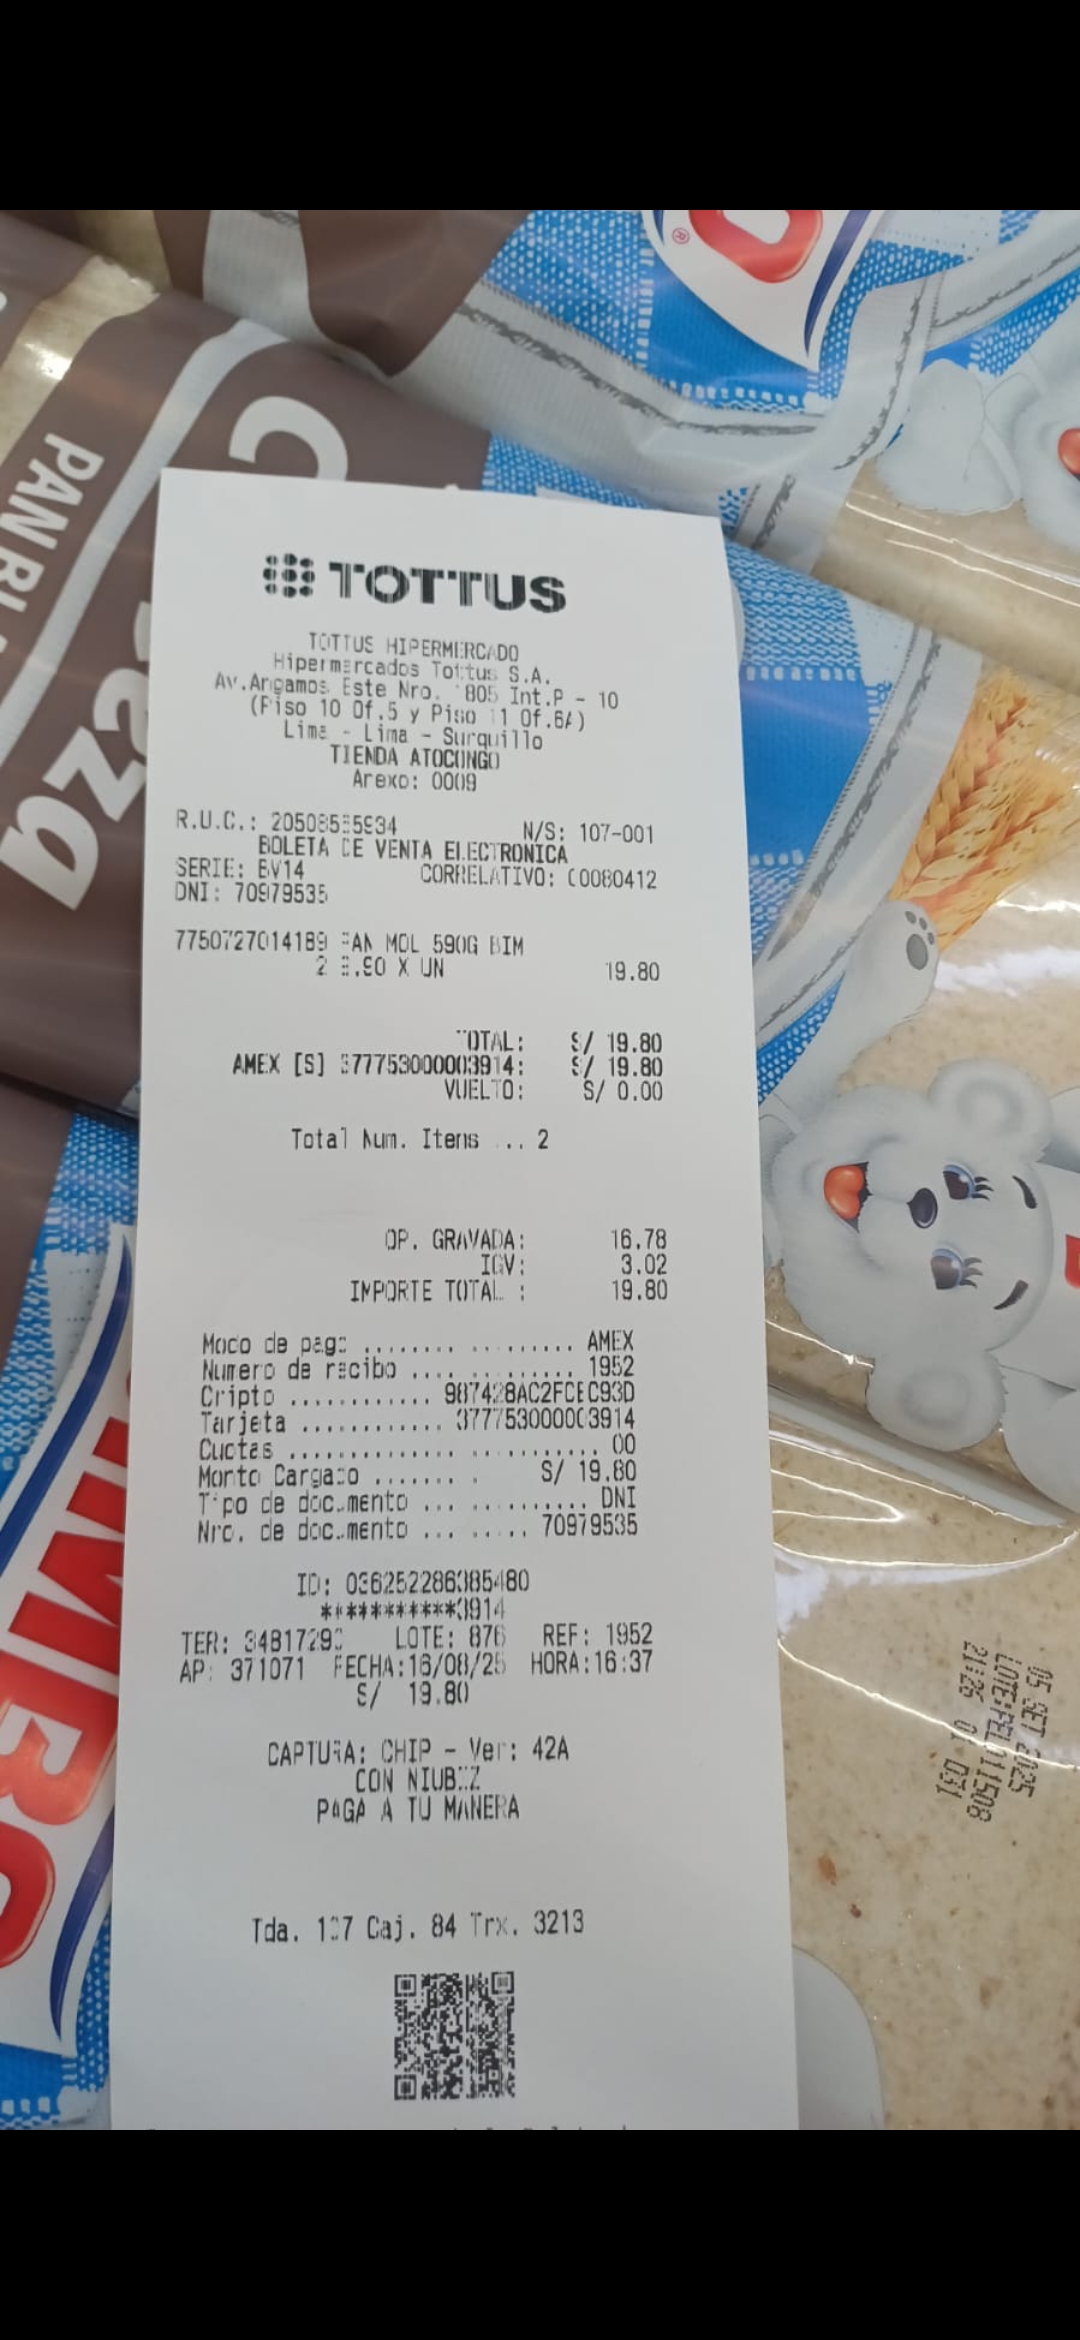 TOTTUS
TOTTUS HIPERMERCADO
Hipermercados Tottus S.A.
Av.Angamos Este Nro. 805 Int.P - 10
(Piso 10 Of.5 y Piso 11 Of.6A)
Lima - Lima - Surquillo
TIENDA ATOCONGO
Anexo: 0009
R.U.C.: N/S: 107-001
BOLETA DE VENTA ELECTRONICA
SERIE: BV14 CORRELATIVO: 00080412
DNI: 70979535
7750727014189 PAN MOL 590G BIM
2 9.90 X UN 19.80
TOTAL: S/ 19.80
AMEX [S] 377753000003914: S/ 19.80
VUELTO: S/ 0.00
Total Num. Items ... 2
OP. GRAVADA: 16.78
IGV: 3.02
IMPORTE TOTAL : 19.80
Modo de pago ................... AMEX
Numero de recibo .............. 1952
Cripto ............ 987428AC2FCEC93D
Tarjeta ............ 377753000003914
Cuotas ......................... 00
Monto Cargado ........ S/ 19.80
Tipo de documento .............. DNI
Nro. de documento ......... 70979535
ID: 036252286385480
***********3914
TER: LOTE: 876 REF: 1952
AP: 371071 FECHA:16/08/25 HORA:16:37
S/ 19.80
CAPTURA: CHIP - Ver: 42A
CON NIUBIZ
PAGA A TU MANERA
Tda. 107 Caj. 84 Trx. 3213
PAN BL
IMBO
05 SET 2025
21:26 01 031